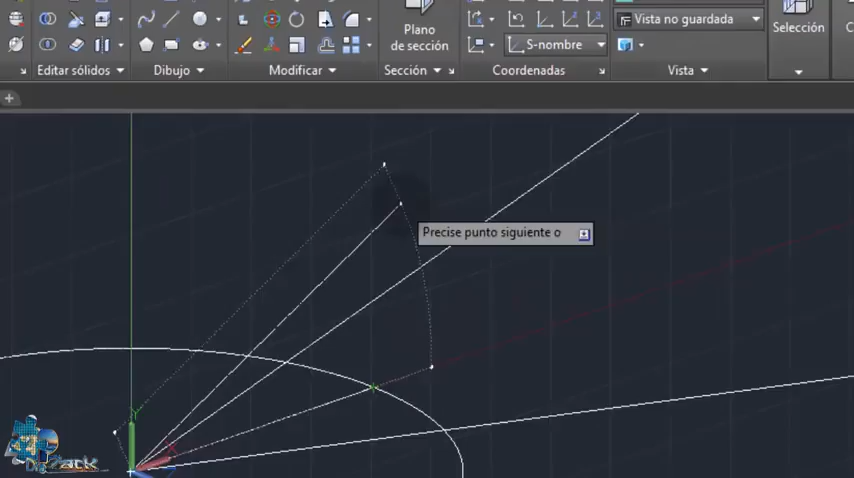 Plano
de sección
Vista no guardada
Selección
S-nombre
Editar sólidos
Dibujo
Modificar
Sección
Coordenadas
Vista
Precise punto siguiente o
Y
X